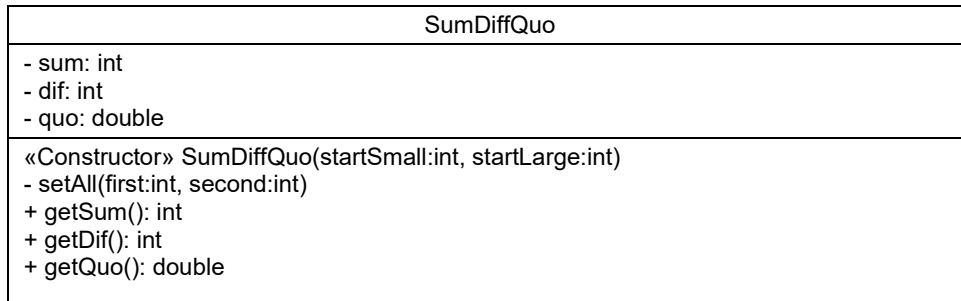 SumDiffQuo
- sum: int
- dif: int
- quo: double
«Constructor» SumDiffQuo(startSmall:int, startLarge:int)
- setAll(first:int, second:int)
+ getSum(): int
+ getDif(): int
+ getQuo(): double